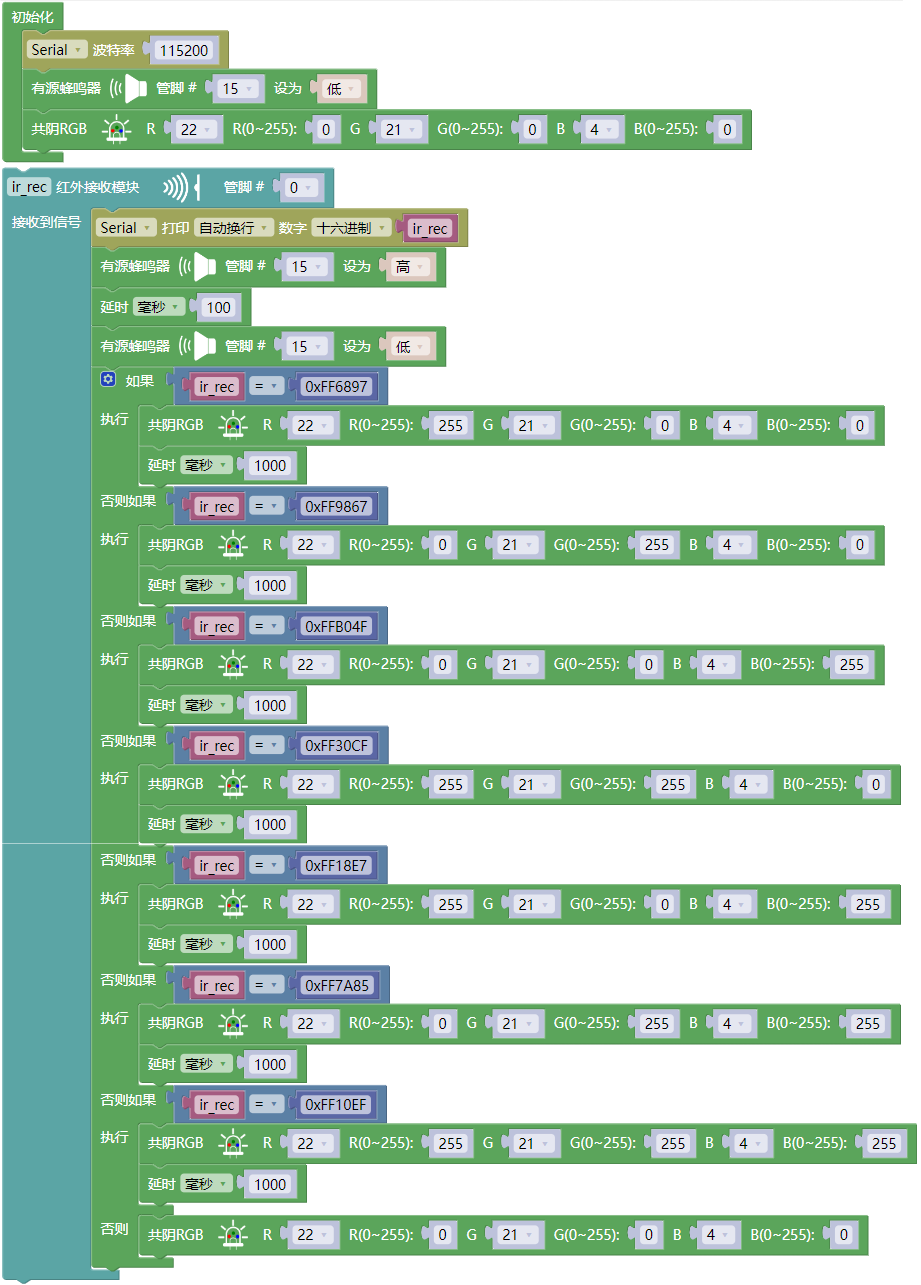 初始化
Serial 波特率 115200
有源蜂鸣器 管脚 # 15 设为 低
共阴RGB R 22 R(0~255): 0 G 21 G(0~255): 0 B 4 B(0~255): 0
ir_rec 红外接收模块 管脚 # 0
接收到信号
Serial 打印 自动换行 数字 十六进制 ir_rec
有源蜂鸣器 管脚 # 15 设为 高
延时 毫秒 100
有源蜂鸣器 管脚 # 15 设为 低
如果 ir_rec = 0xFF6897
执行 共阴RGB R 22 R(0~255): 255 G 21 G(0~255): 0 B 4 B(0~255): 0
延时 毫秒 1000
否则如果 ir_rec = 0xFF9867
执行 共阴RGB R 22 R(0~255): 0 G 21 G(0~255): 255 B 4 B(0~255): 0
延时 毫秒 1000
否则如果 ir_rec = 0xFFB04F
执行 共阴RGB R 22 R(0~255): 0 G 21 G(0~255): 0 B 4 B(0~255): 255
延时 毫秒 1000
否则如果 ir_rec = 0xFF30CF
执行 共阴RGB R 22 R(0~255): 255 G 21 G(0~255): 255 B 4 B(0~255): 0
延时 毫秒 1000
否则如果 ir_rec = 0xFF18E7
执行 共阴RGB R 22 R(0~255): 255 G 21 G(0~255): 0 B 4 B(0~255): 255
延时 毫秒 1000
否则如果 ir_rec = 0xFF7A85
执行 共阴RGB R 22 R(0~255): 0 G 21 G(0~255): 255 B 4 B(0~255): 255
延时 毫秒 1000
否则如果 ir_rec = 0xFF10EF
执行 共阴RGB R 22 R(0~255): 255 G 21 G(0~255): 255 B 4 B(0~255): 255
延时 毫秒 1000
否则 共阴RGB R 22 R(0~255): 0 G 21 G(0~255): 0 B 4 B(0~255): 0